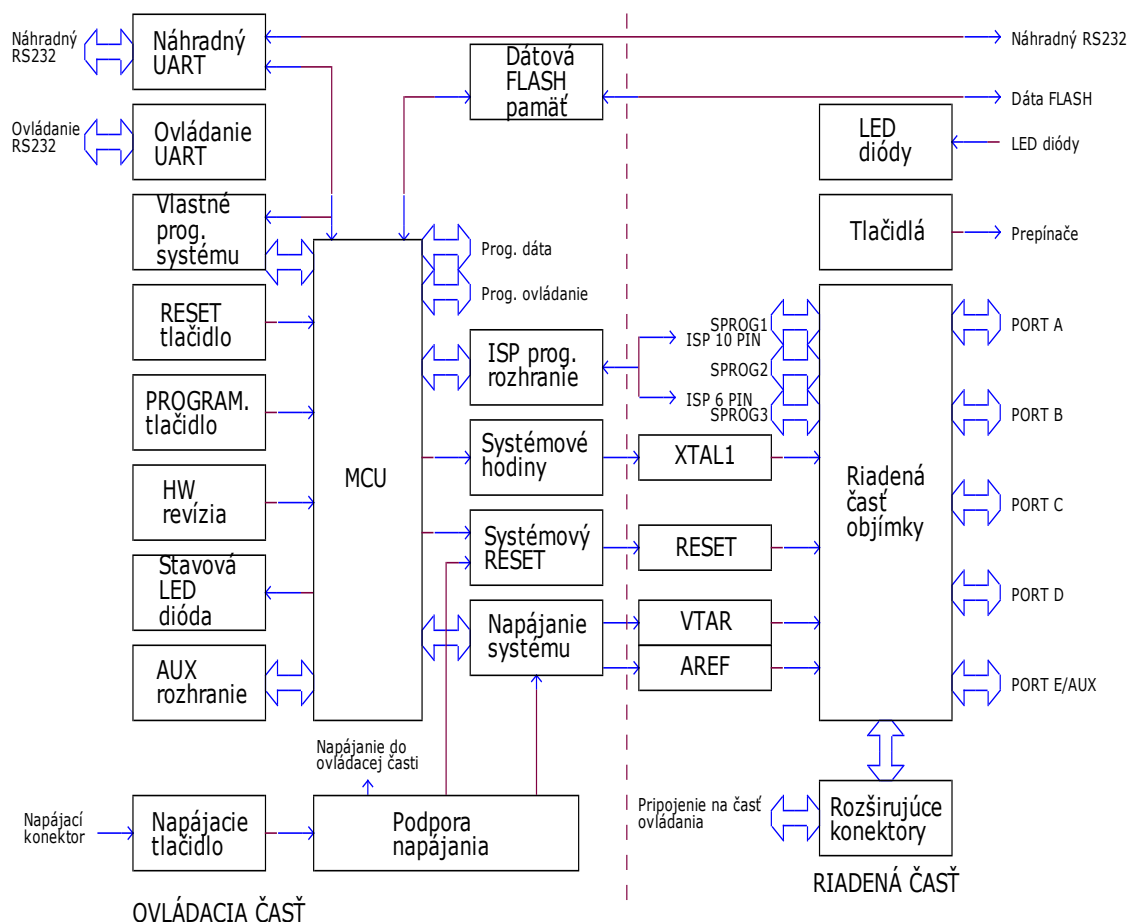 Náhradný
RS232
Náhradný
UART
Dátová
FLASH
pamäť
Náhradný RS232
Dáta FLASH
Ovládanie
RS232
Ovládanie
UART
LED
diódy
LED diódy
Vlastné
prog.
systému
Tlačidlá
Prepínače
Prog. dáta
Prog. ovládanie
RESET
tlačidlo
ISP prog.
rozhranie
SPROG1
ISP 10 PIN
SPROG2
ISP 6 PIN
SPROG3
PORT A
PROGRAM.
tlačidlo
PORT B
MCU
Systémové
hodiny
XTAL1
Riadená
časť
objímky
HW
revízia
PORT C
Systémový
RESET
RESET
Stavová
LED
dióda
PORT D
Napájanie
systému
VTAR
AREF
AUX
rozhranie
PORT E/AUX
Napájanie do
ovládacej časti
Napájací
konektor
Napájacie
tlačidlo
Podpora
napájania
Pripojenie na časť
ovládania
Rozširujúce
konektory
RIADENÁ ČASŤ
OVLÁDACIA ČASŤ